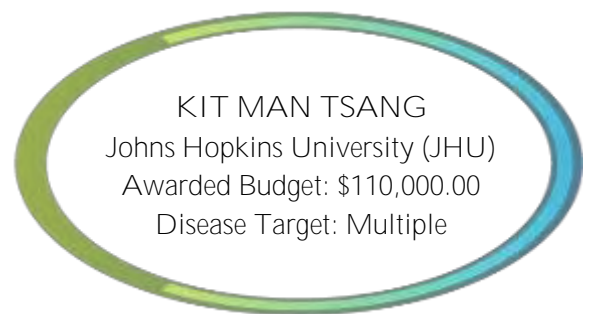 KIT MAN TSANG
Johns Hopkins University (JHU)
Awarded Budget: $110,000.00
Disease Target: Multiple